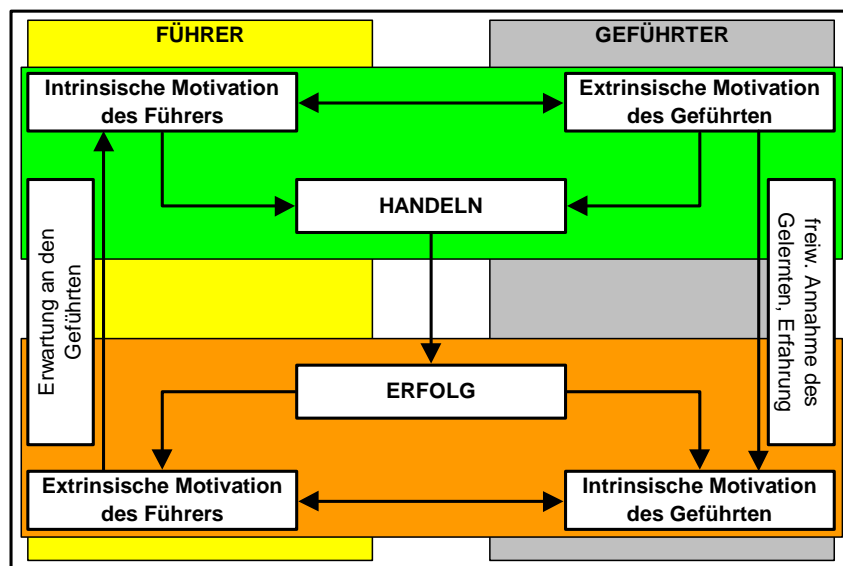 FÜHRER
GEFÜHRTER
Intrinsische Motivation
des Führers
Extrinsische Motivation
des Geführten
HANDELN
Erwartung an den
Geführten
freiw. Annahme des
Gelernten, Erfahrung
ERFOLG
Extrinsische Motivation
des Führers
Intrinsische Motivation
des Geführten